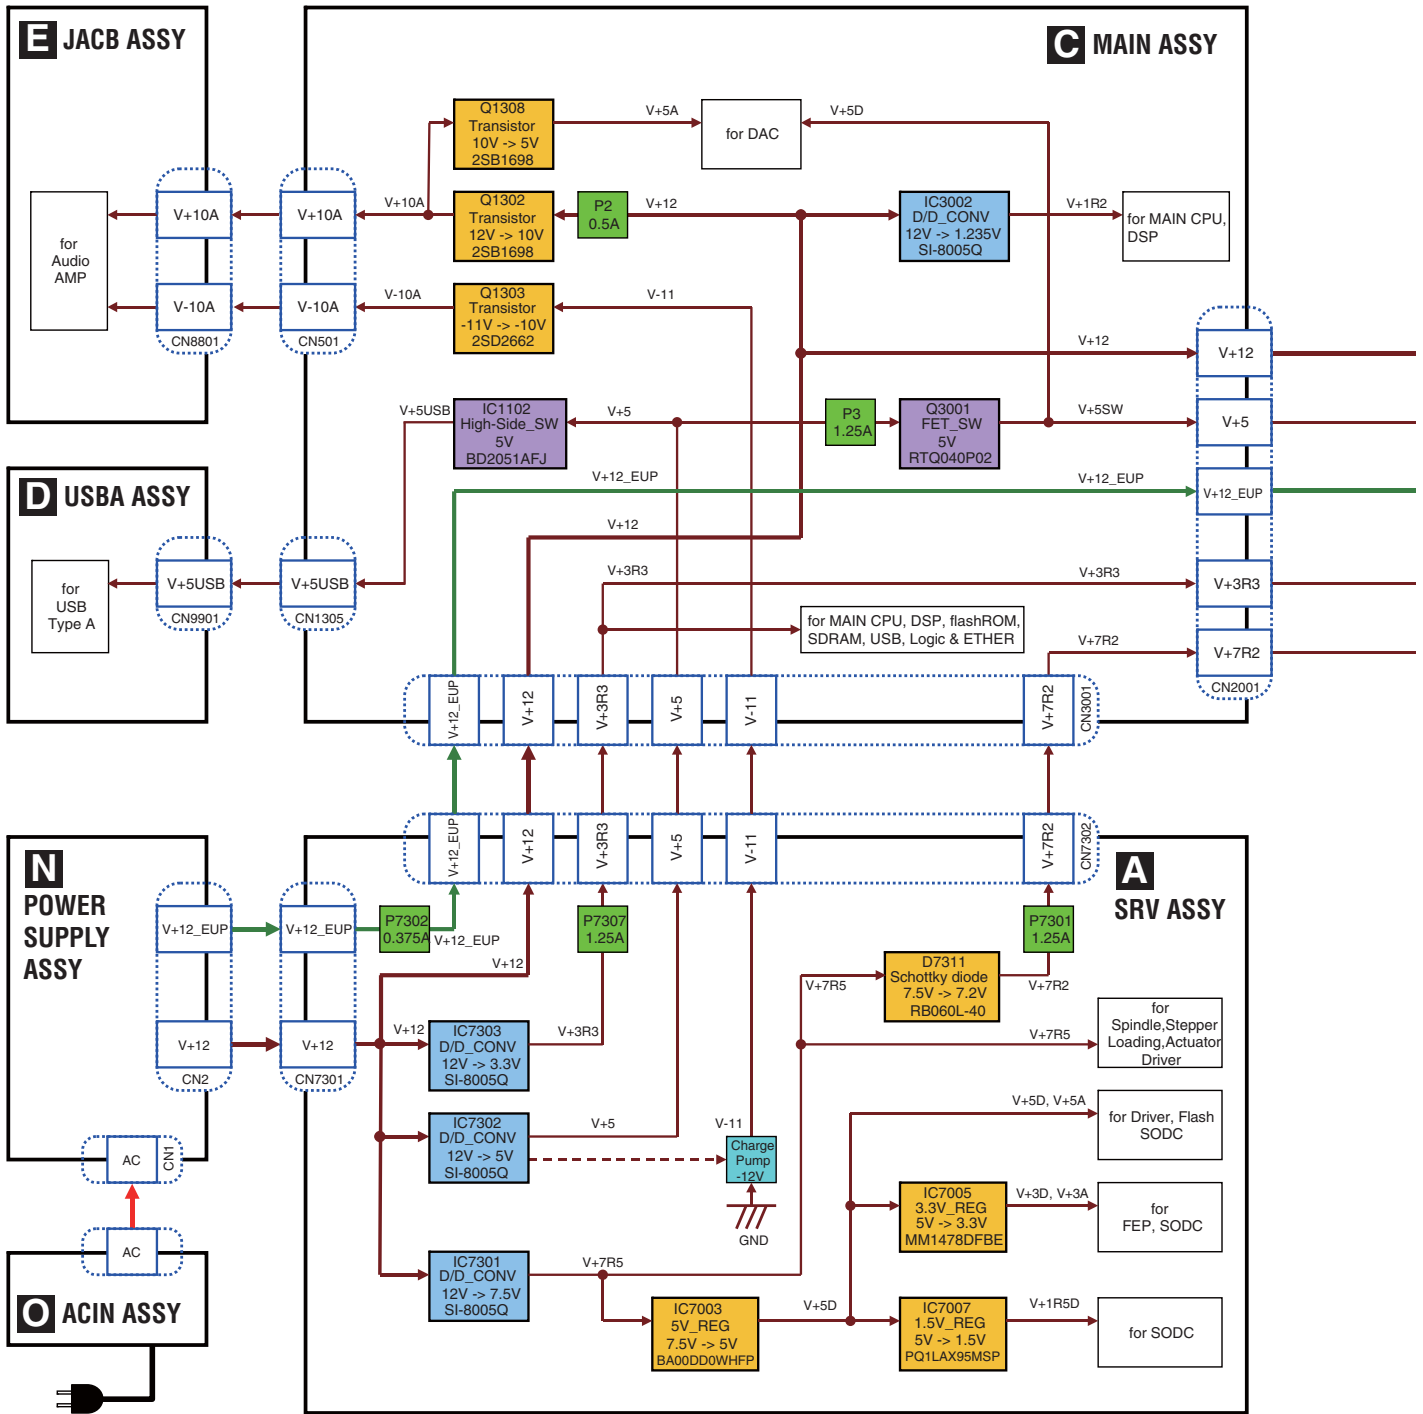 E JACB ASSY
C MAIN ASSY
Q1308
Transistor
10V -> 5V
2SB1698
V+5A
for DAC
V+5D
for
Audio
AMP
V+10A
V+10A
V+10A
Q1302
Transistor
12V -> 10V
2SB1698
P2
0.5A
V+12
IC3002
D/D_CONV
12V -> 1.235V
SI-8005Q
V+1R2
for MAIN CPU,
DSP
V-10A
V-10A
V-10A
Q1303
Transistor
-11V -> -10V
2SD2662
V-11
CN8801
CN501
V+12
V+12
V+5USB
IC1102
High-Side_SW
5V
BD2051AFJ
V+5
P3
1.25A
Q3001
FET_SW
5V
RTQ040P02
V+5SW
V+5
D USBA ASSY
V+12_EUP
V+12_EUP
V+12_EUP
V+12
for
USB
Type A
V+5USB
V+5USB
CN9901
CN1305
V+3R3
V+3R3
V+3R3
for MAIN CPU, DSP, flashROM,
SDRAM, USB, Logic & ETHER
V+7R2
V+7R2
CN2001
V+12_EUP
V+12
V+3R3
V+5
V-11
V+7R2
CN3001
V+12_EUP
V+12
V+3R3
V+5
V-11
V+7R2
CN7302
N
POWER
SUPPLY
ASSY
A
SRV ASSY
V+12_EUP
V+12_EUP
P7302
0.375A
V+12_EUP
P7307
1.25A
P7301
1.25A
V+12
D7311
Schottky diode
7.5V -> 7.2V
RB060L-40
V+7R5
V+7R2
V+12
V+12
CN2
CN7301
V+12
IC7303
D/D_CONV
12V -> 3.3V
SI-8005Q
V+3R3
V+7R5
for
Spindle,Stepper
Loading,Actuator
Driver
IC7302
D/D_CONV
12V -> 5V
SI-8005Q
V+5
V-11
Charge
Pump
-12V
GND
V+5D, V+5A
for Driver, Flash
SODC
AC
CN1
IC7005
3.3V_REG
5V -> 3.3V
MM1478DFBE
V+3D, V+3A
for
FEP, SODC
AC
IC7301
D/D_CONV
12V -> 7.5V
SI-8005Q
V+7R5
O ACIN ASSY
IC7003
5V_REG
7.5V -> 5V
BA00DD0WHFP
V+5D
IC7007
1.5V_REG
5V -> 1.5V
PQ1LAX95MSP
V+1R5D
for SODC